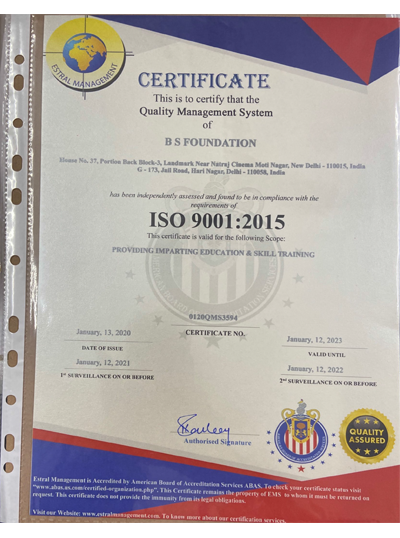 ESTRAL MANAGEMENT
CERTIFICATE
This is to certify that the
Quality Management System
of
B S FOUNDATION
House No. 37, Portion Back Block-3, Landmark Near Natraj Cinema Moti Nagar, New Delhi - 110015, India
G - 173, Jail Road, Hari Nagar, Delhi - 110058, India
has been independently assessed and found to be in compliance with the
requirements of
ISO 9001:2015
This certificate is valid for the following Scope:
PROVIDING IMPARTING EDUCATION & SKILL TRAINING
0120QMS3594
CERTIFICATE NO.
January, 13, 2020
DATE OF ISSUE
January, 12, 2023
VALID UNTIL
January, 12, 2021
1ST SURVEILLANCE ON OR BEFORE
January, 12, 2022
2ND SURVEILLANCE ON OR BEFORE
Authorised Signature
QUALITY
ASSURED
Estral Management is Accredited by American Board of Accreditation Services ABAS. To check your certificate status visit
"www.abas.us.com/certified-organization.php". This Certificate remains the property of EMS to whom it must be returned on
request. This certificate does not provide the immunity from its legal obligations.
Visit our Website: www.estralmanagement.com. To know more about our certification services.